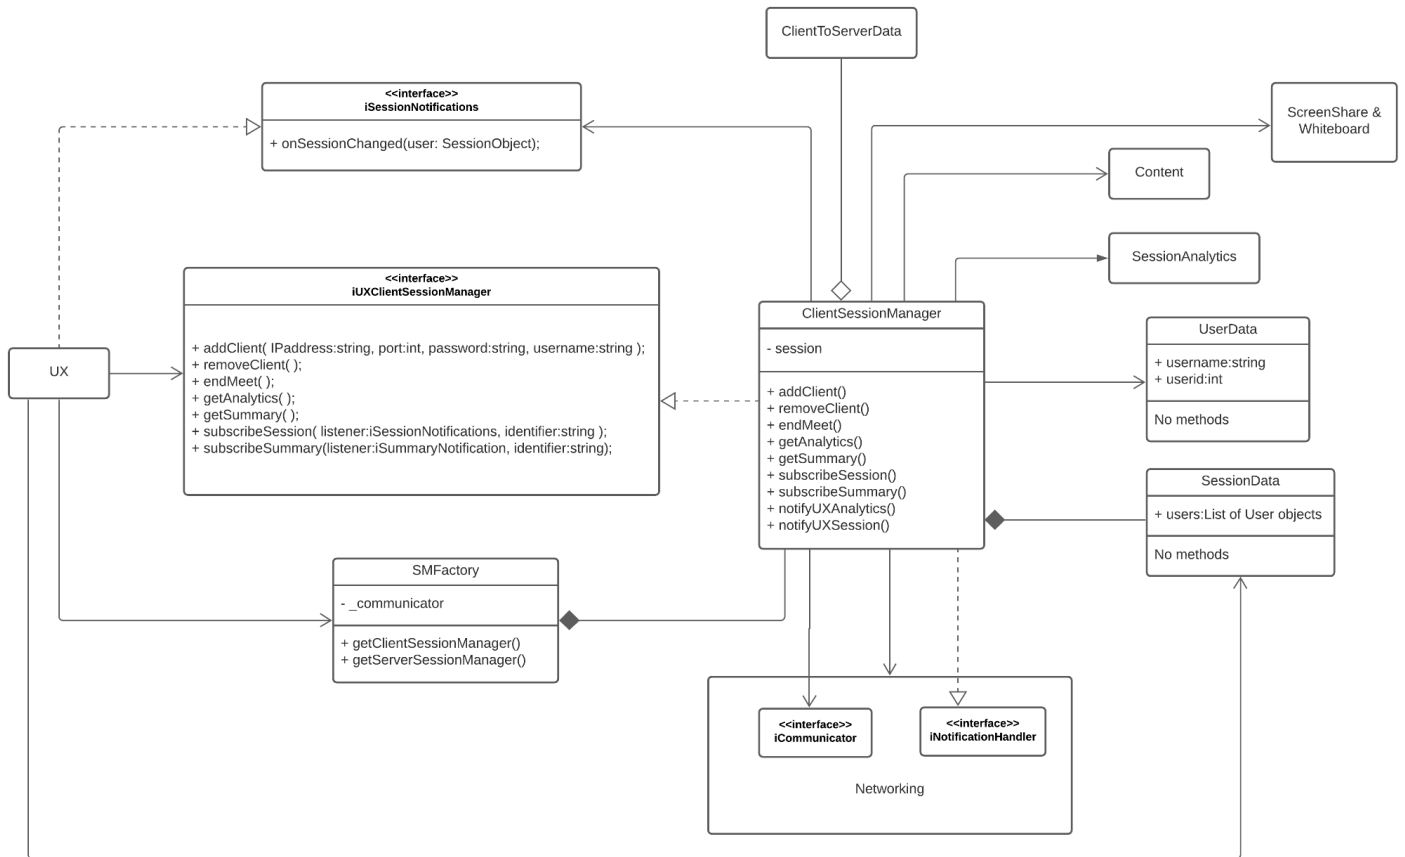 ClientToServerData
<<interface>>
iSessionNotifications
+ onSessionChanged(user: SessionObject);
ScreenShare &
Whiteboard
Content
SessionAnalytics
<<interface>>
iUXClientSessionManager
+ addClient( IPaddress:string, port:int, password:string, username:string );
+ removeClient( );
+ endMeet( );
+ getAnalytics( );
+ getSummary( );
+ subscribeSession( listener:iSessionNotifications, identifier:string );
+ subscribeSummary(listener:iSummaryNotification, identifier:string);
UX
ClientSessionManager
- session
+ addClient()
+ removeClient()
+ endMeet()
+ getAnalytics()
+ getSummary()
+ subscribeSession()
+ subscribeSummary()
+ notifyUXAnalytics()
+ notifyUXSession()
UserData
+ username:string
+ userid:int
No methods
SessionData
+ users:List of User objects
No methods
SMFactory
- _communicator
+ getClientSessionManager()
+ getServerSessionManager()
<<interface>>
iCommunicator
<<interface>>
iNotificationHandler
Networking